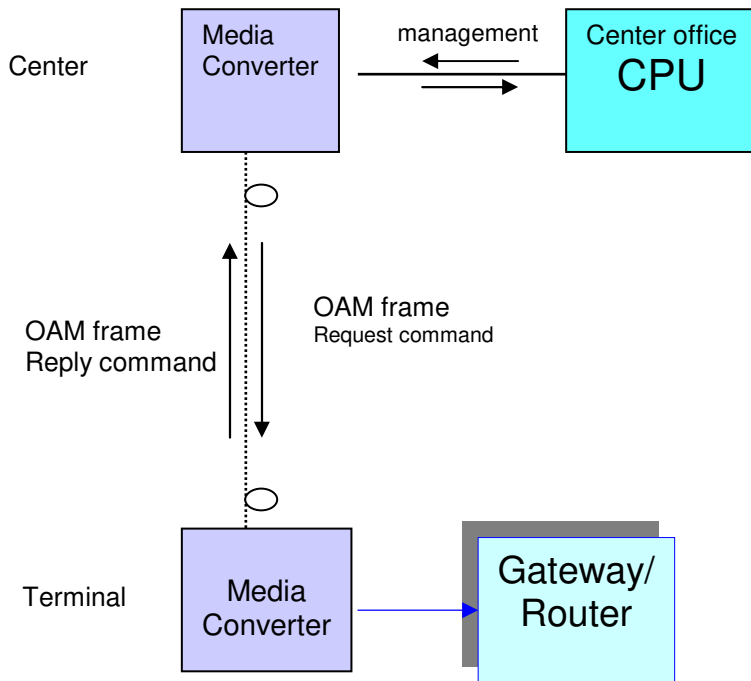 Center
Media
Converter
management
Center office
CPU
OAM frame
Reply command
OAM frame
Request command
Terminal
Media
Converter
Gateway/
Router